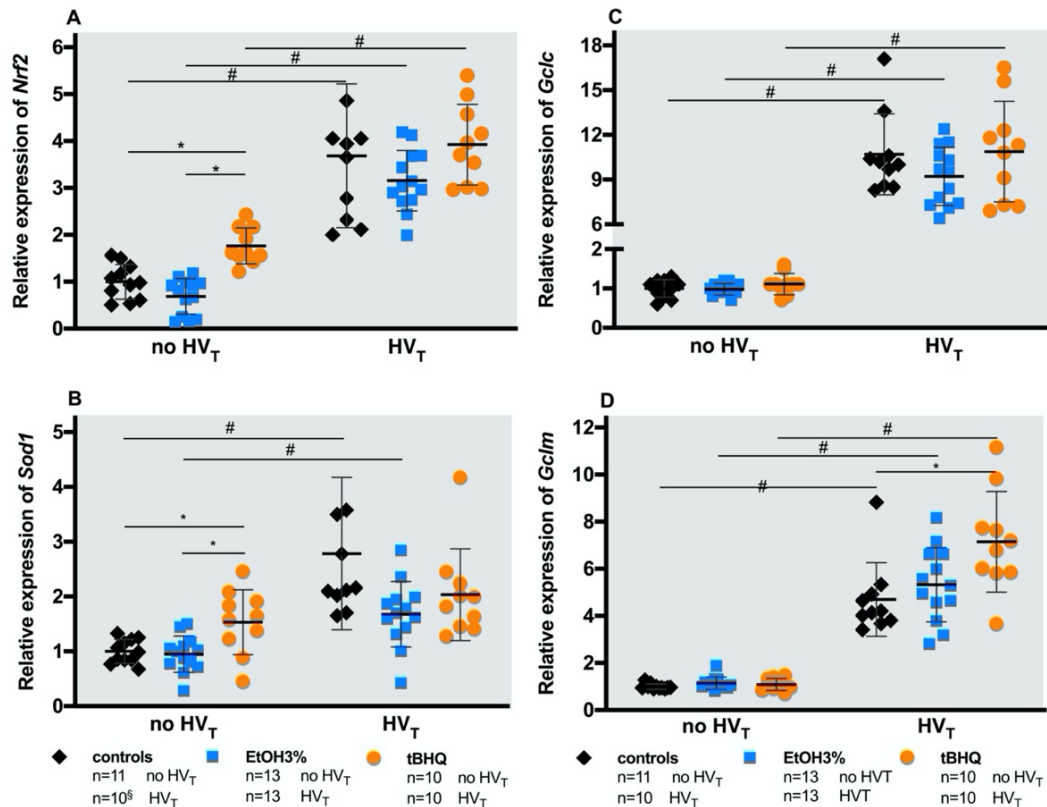 A
Relative expression of Nrf2
6
5
4
3
2
1
0
#
#
#
*
*
no HVT
HVT
C
Relative expression of Gclc
18
15
12
9
6
2
1
0
#
#
#
no HVT
HVT
B
Relative expression of Sod1
5
4
3
2
1
0
#
#
*
*
no HVT
HVT
D
Relative expression of Gclm
12
10
8
6
4
2
0
#
#
*
#
no HVT
HVT
controls EtOH3% tBHQ
n=11 no HVT n=13 no HVT n=10 no HVT
n=10§ HVT n=13 HVT n=10 HVT
controls EtOH3% tBHQ
n=11 no HVT n=13 no HVT n=10 no HVT
n=10 HVT n=13 HVT n=10 HVT